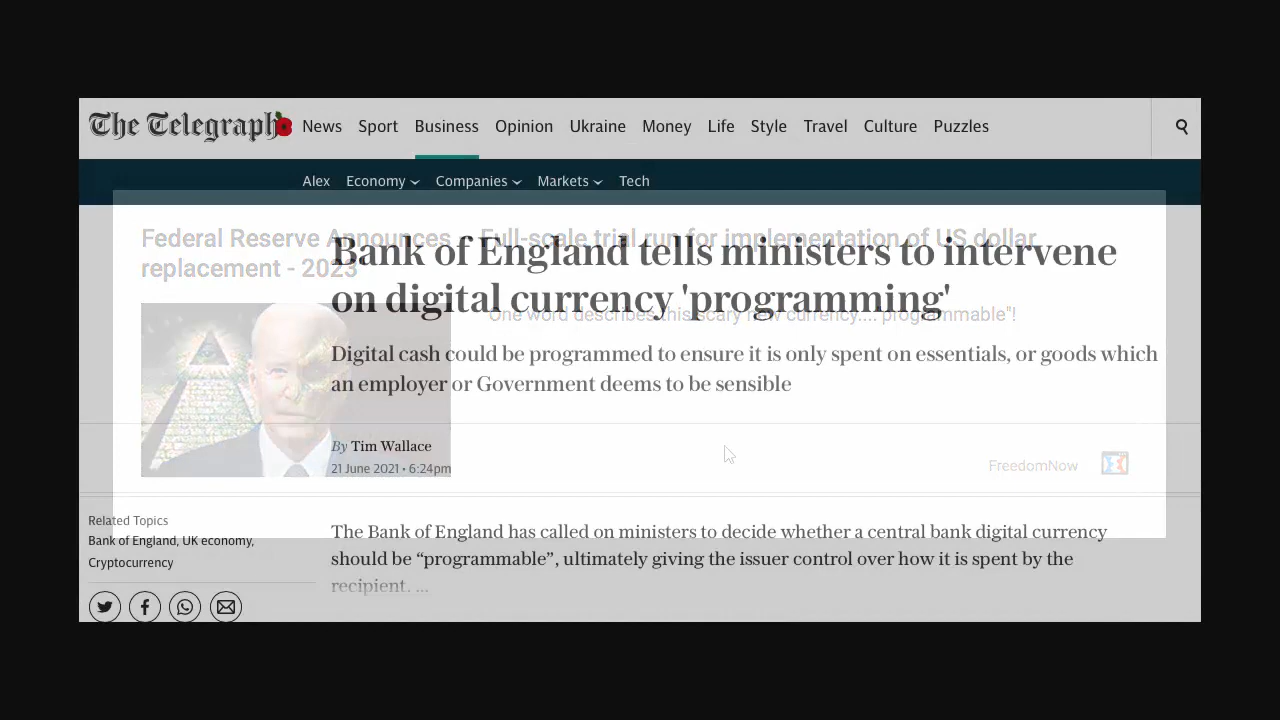 The Telegraph News Sport Business Opinion Ukraine Money Life Style Travel Culture Puzzles
Alex Economy Companies Markets Tech
Federal Reserve Announces - Full-scale trial run for implementation of US dollar
replacement - 2023
Bank of England tells ministers to intervene
on digital currency 'programming'
"One word describes this scary new currency.... programmable"!
Digital cash could be programmed to ensure it is only spent on essentials, or goods which
an employer or Government deems to be sensible
By Tim Wallace
21 June 2021 • 6:24pm
FreedomNow
Related Topics
Bank of England, UK economy,
Cryptocurrency
The Bank of England has called on ministers to decide whether a central bank digital currency
should be “programmable”, ultimately giving the issuer control over how it is spent by the
recipient. ...